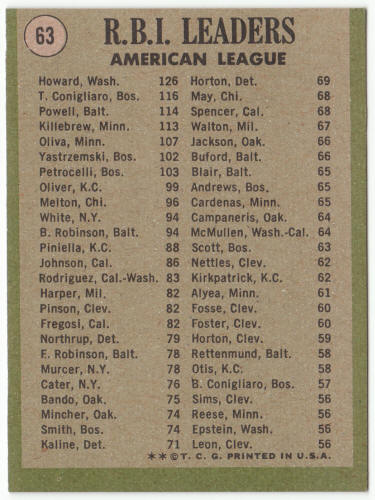 63
R.B.I. LEADERS
AMERICAN LEAGUE
Howard, Wash. 126 Horton, Det. 69
T. Conigliaro, Bos. 116 May, Chi. 68
Powell, Balt. 114 Spencer, Cal. 68
Killebrew, Minn. 113 Walton, Mil. 67
Oliva, Minn. 107 Jackson, Oak. 66
Yastrzemski, Bos. 102 Buford, Balt. 66
Petrocelli, Bos. 103 Blair, Balt. 65
Oliver, K.C. 99 Andrews, Bos. 65
Melton, Chi. 96 Cardenas, Minn. 65
White, N.Y. 94 Campaneris, Oak. 64
B. Robinson, Balt. 94 McMullen, Wash.-Cal. 64
Piniella, K.C. 88 Scott, Bos. 63
Johnson, Cal. 86 Nettles, Clev. 62
Rodriguez, Cal.-Wash. 83 Kirkpatrick, K.C. 62
Harper, Mil. 82 Alyea, Minn. 61
Pinson, Clev. 82 Fosse, Clev. 60
Fregosi, Cal. 82 Foster, Clev. 60
Northrup, Det. 79 Horton, Clev. 59
F. Robinson, Balt. 78 Rettenmund, Balt. 58
Murcer, N.Y. 78 Otis, K.C. 58
Cater, N.Y. 76 B. Conigliaro, Bos. 57
Bando, Oak. 75 Sims, Clev. 56
Mincher, Oak. 74 Reese, Minn. 56
Smith, Bos. 74 Epstein, Wash. 56
Kaline, Det. 71 Leon, Clev. 56
**© T. C. G. PRINTED IN U.S.A.